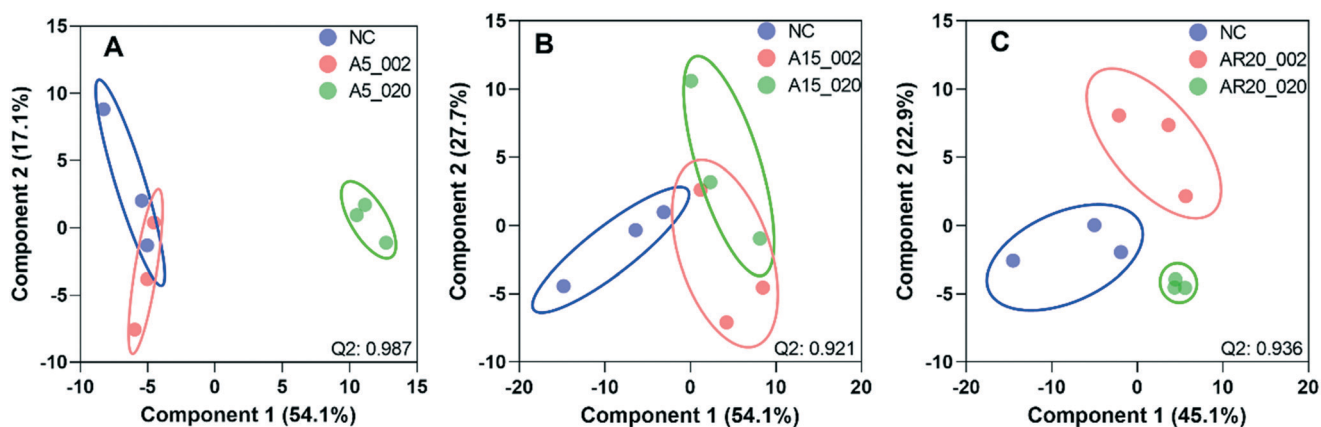 A
NC
A5_002
A5_020
15
10
5
0
-5
-10
Component 2 (17.1%)
Q2: 0.987
-10
-5
0
5
10
15
Component 1 (54.1%)
B
NC
A15_002
A15_020
15
10
5
0
-5
-10
Component 2 (27.7%)
Q2: 0.921
-20
-10
0
10
20
Component 1 (54.1%)
C
NC
AR20_002
AR20_020
15
10
5
0
-5
-10
Component 2 (22.9%)
Q2: 0.936
-20
-10
0
10
20
Component 1 (45.1%)